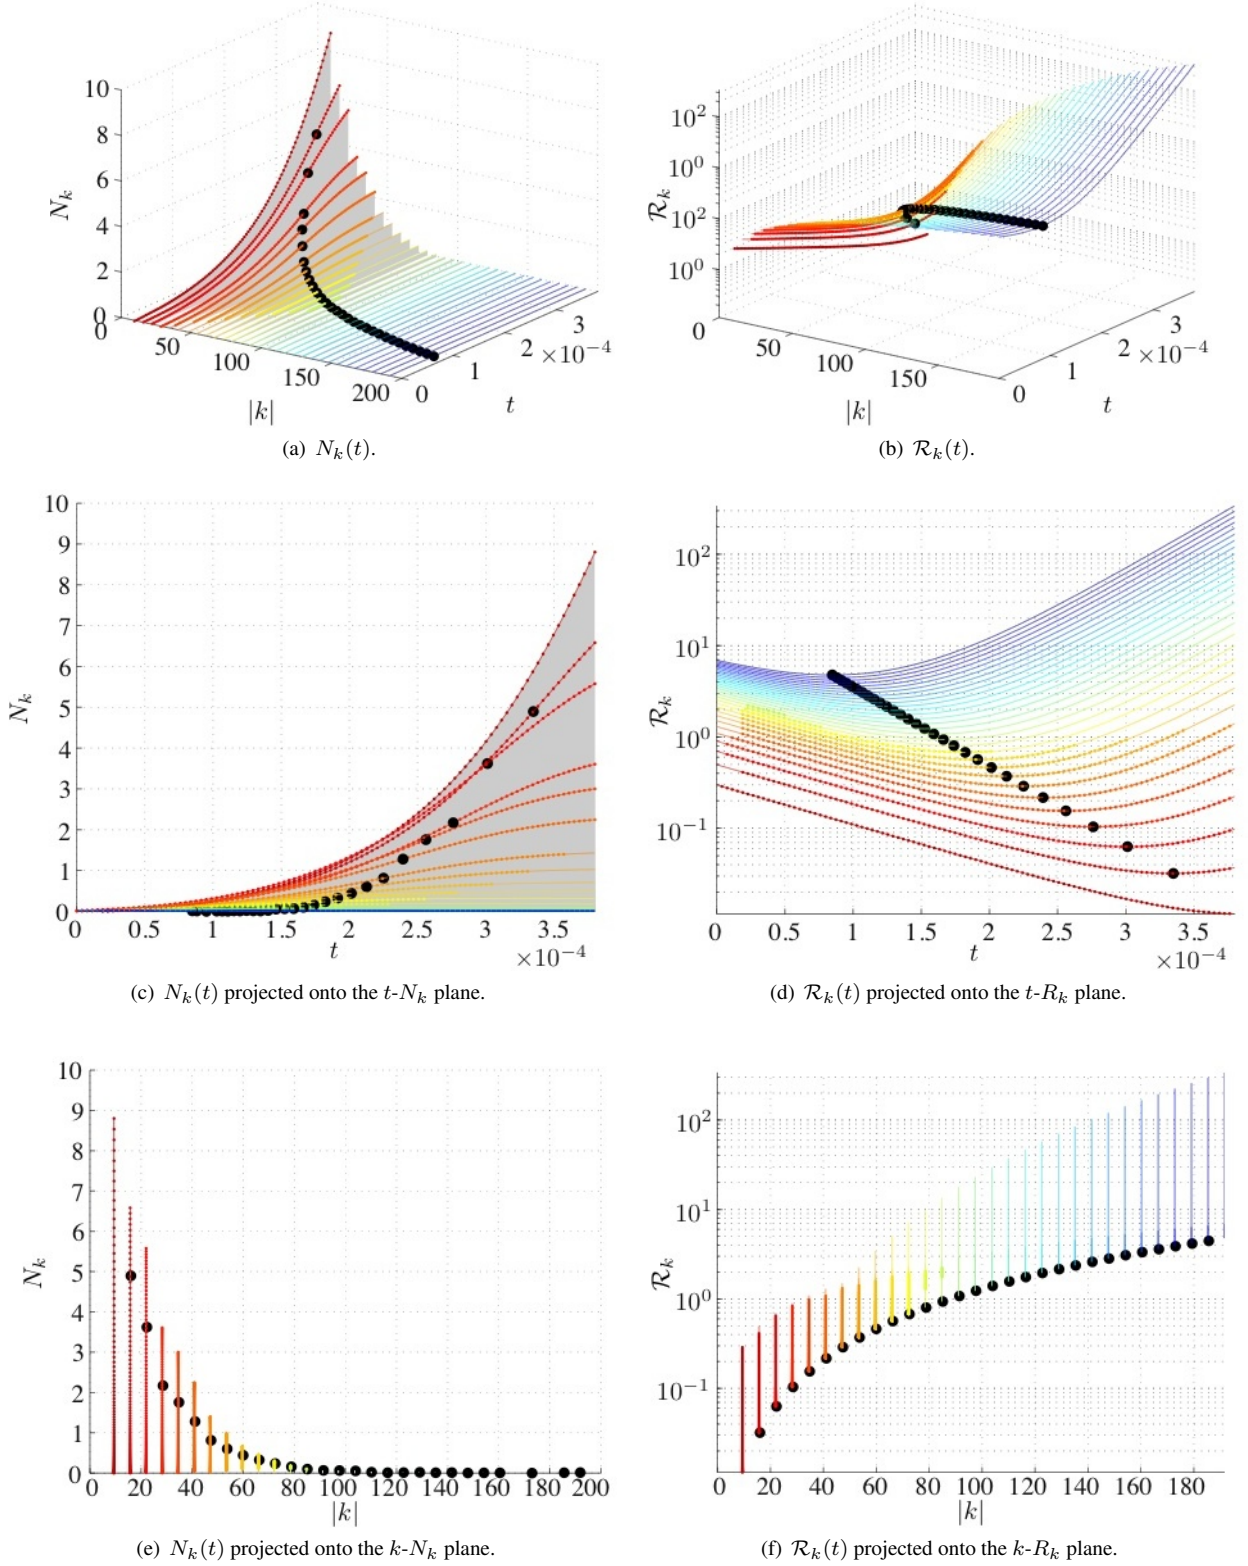 10
8
6
4
2
0
N_k
0
50
100
150
200
|k|
0
1
2
3
×10^{-4}
t
(a) N_k(t).
10^2
10^0
10^2
10^0
R_k
0
50
100
150
|k|
0
1
2
3
×10^{-4}
t
(b) R_k(t).
10
9
8
7
6
5
4
3
2
1
0
N_k
0 0.5 1 1.5 2 2.5 3 3.5
t
×10^{-4}
(c) N_k(t) projected onto the t-N_k plane.
10^2
10^1
10^0
10^{-1}
R_k
0 0.5 1 1.5 2 2.5 3 3.5
t
×10^{-4}
(d) R_k(t) projected onto the t-R_k plane.
10
9
8
7
6
5
4
3
2
1
0
N_k
0 20 40 60 80 100 120 140 160 180 200
|k|
(e) N_k(t) projected onto the k-N_k plane.
10^2
10^1
10^0
10^{-1}
R_k
0 20 40 60 80 100 120 140 160 180
|k|
(f) R_k(t) projected onto the k-R_k plane.